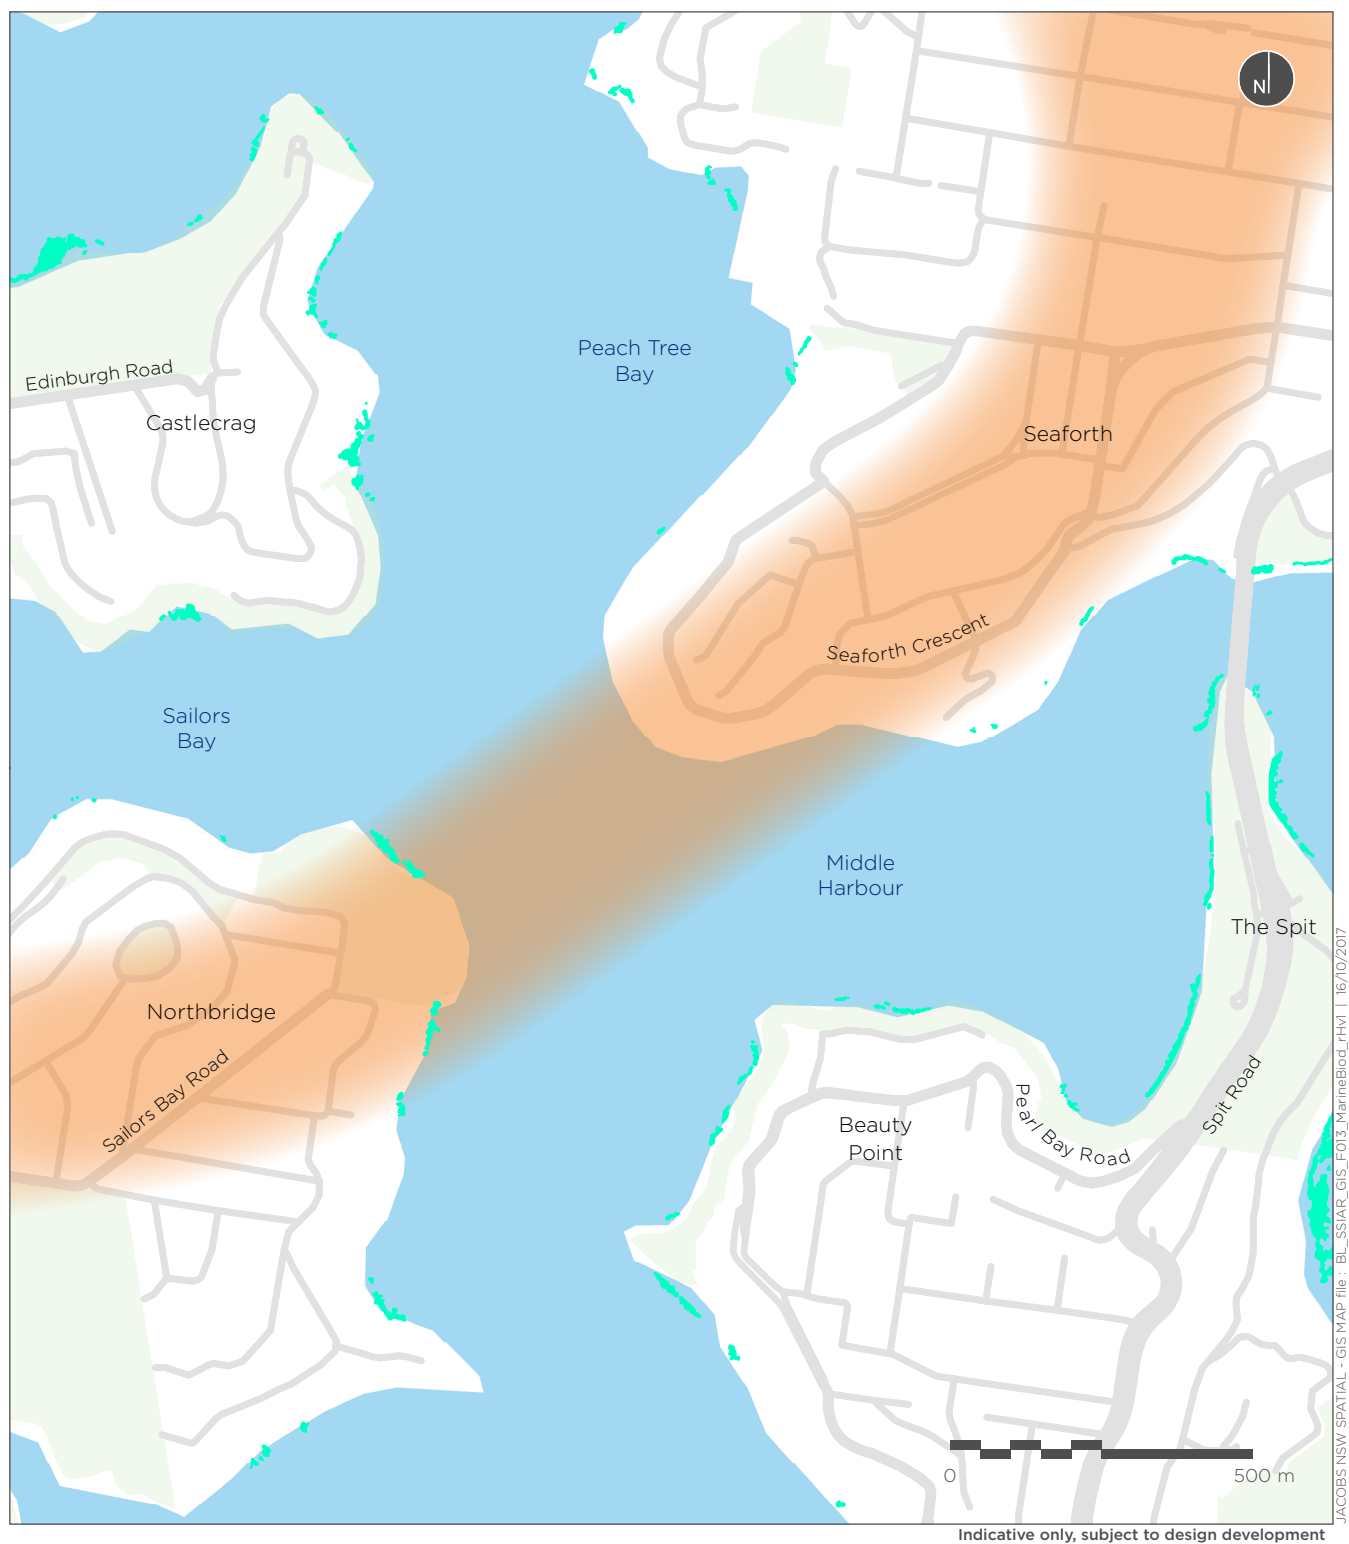 N
Peach Tree
Bay
Edinburgh Road
Castlecrag
Seaforth
Seaforth Crescent
Sailors
Bay
Middle
Harbour
The Spit
Northbridge
Sailors Bay Road
Spit Road
Pearl Bay Road
Beauty
Point
0 500 m
JACOBS NSW SPATIAL - GIS MAP file : BL_SSIAR_GIS_F013_MarineBiod_rHv1 | 16/10/2017
Indicative only, subject to design development